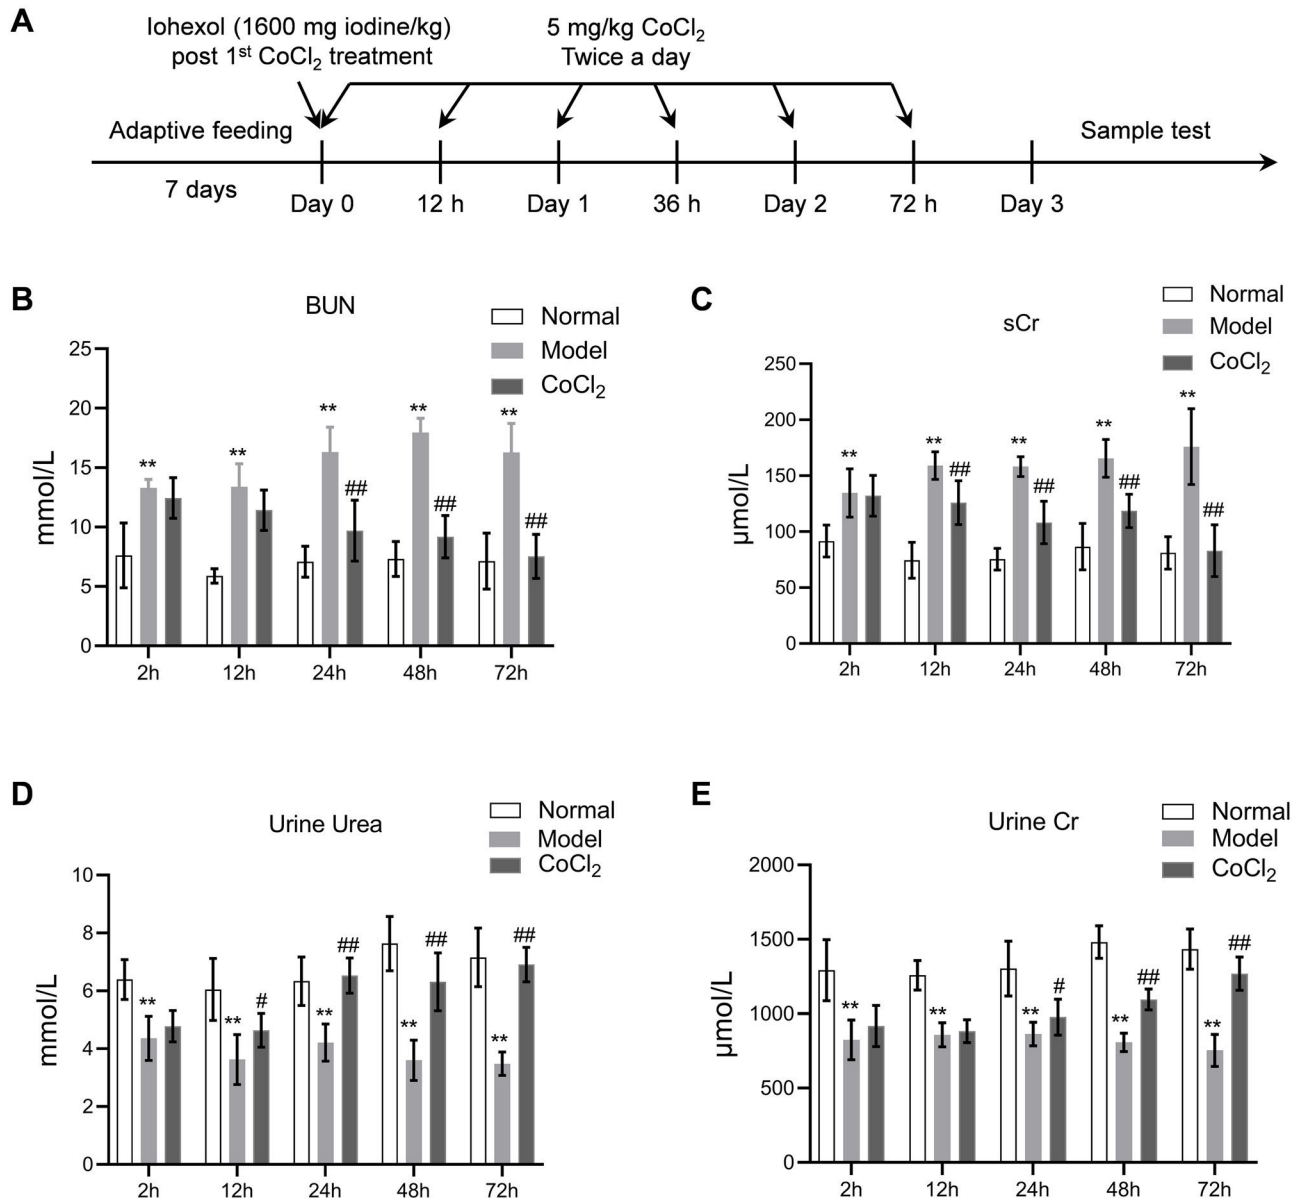 A
Iohexol (1600 mg iodine/kg)
post 1st CoCl2 treatment
5 mg/kg CoCl2
Twice a day
Adaptive feeding
Sample test
7 days
Day 0
12 h
Day 1
36 h
Day 2
72 h
Day 3
B
BUN
Normal
Model
CoCl2
mmol/L
25
20
15
10
5
0
** ** ** ** **
## ## ##
2h 12h 24h 48h 72h
C
sCr
Normal
Model
CoCl2
µmol/L
250
200
150
100
50
0
** ** ** ** **
## ## ## ##
2h 12h 24h 48h 72h
D
Urine Urea
Normal
Model
CoCl2
mmol/L
10
8
6
4
2
0
** ** ** ** **
# ## ## ##
2h 12h 24h 48h 72h
E
Urine Cr
Normal
Model
CoCl2
µmol/L
2000
1500
1000
500
0
** ** ** ** **
# ## ##
2h 12h 24h 48h 72h